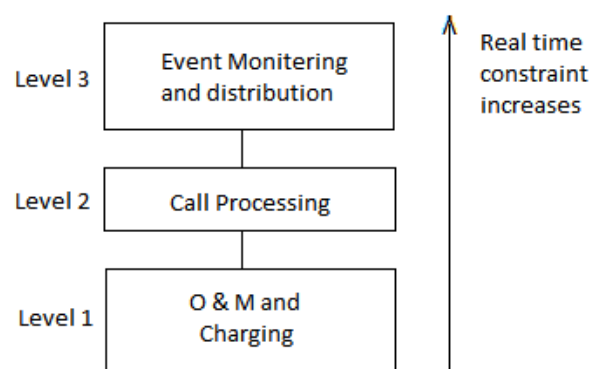 Level 3
Event Monitering
and distribution
Real time
constraint
increases
Level 2
Call Processing
Level 1
O & M and
Charging